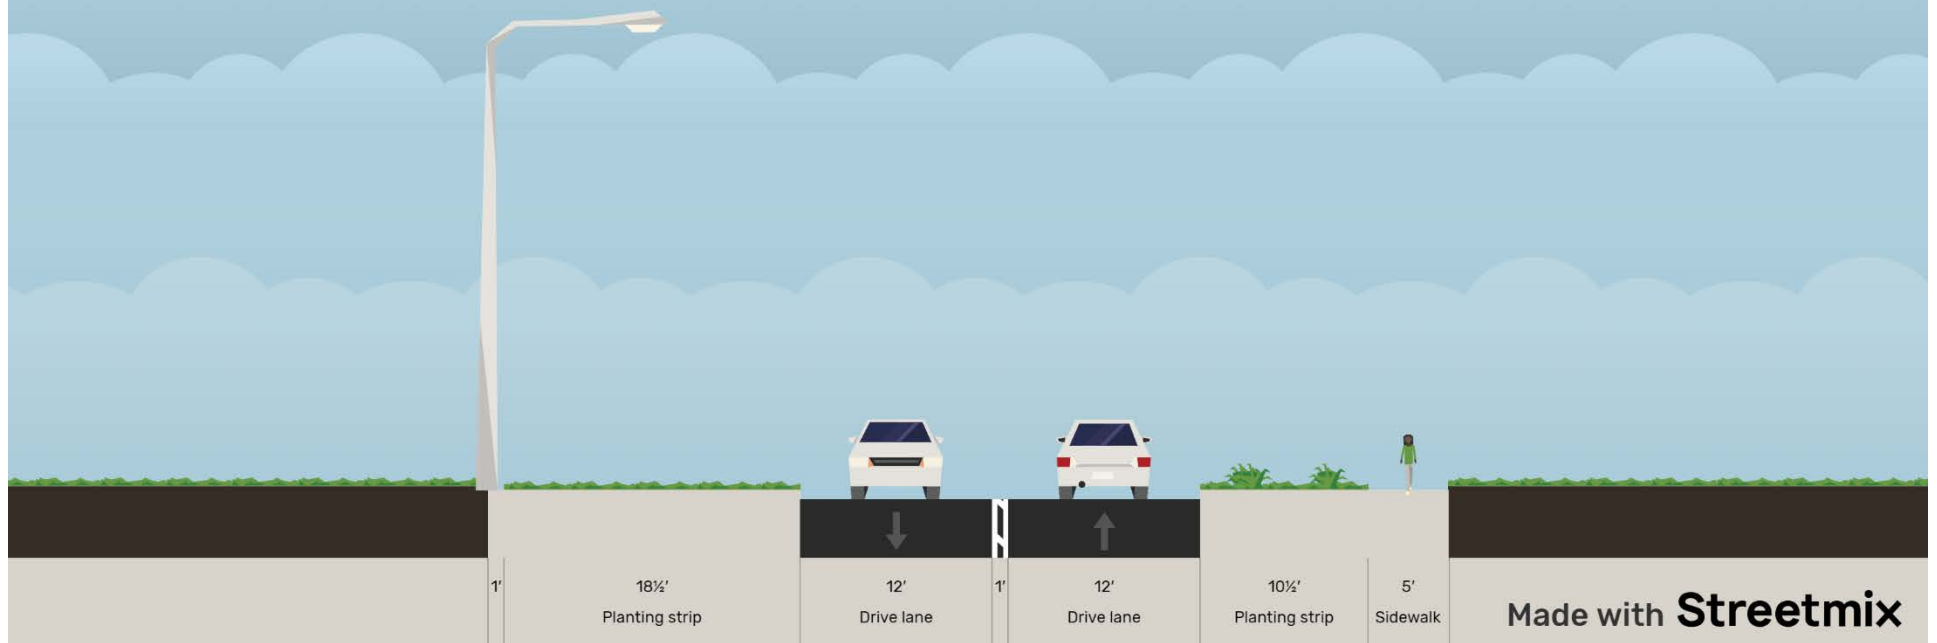 1' 18½' 12' 1' 12' 10½' 5'
Planting strip Drive lane Drive lane Planting strip Sidewalk
Made with Streetmix